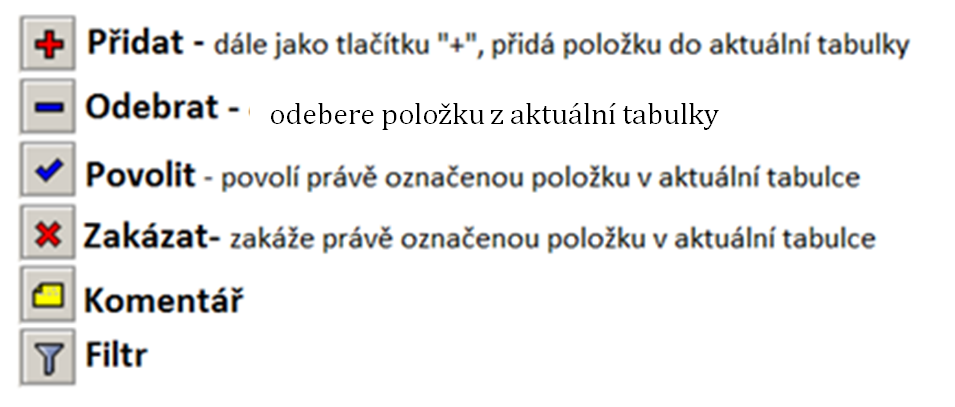 Přidat - dále jako tlačítku "+", přidá položku do aktuální tabulky
Odebrat - odebere položku z aktuální tabulky
Povolit - povolí právě označenou položku v aktuální tabulce
Zakázat- zakáže právě označenou položku v aktuální tabulce
Komentář
Filtr